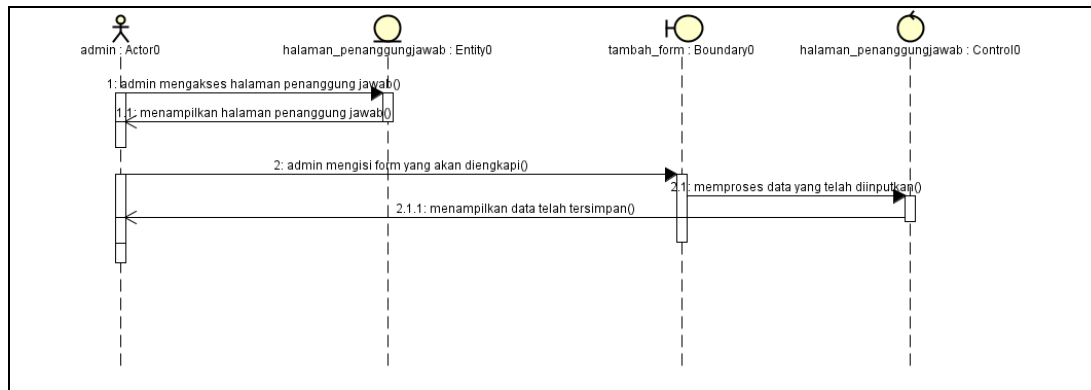 admin : Actor0
halaman_penanggungjawab : Entity0
tambah_form : Boundary0
halaman_penanggungjawab : Control0
1: admin mengakses halaman penanggung jawab()
1.1: menampilkan halaman penanggung jawab()
2: admin mengisi form yang akan diengkapi()
2.1: memproses data yang telah diinputkan()
2.1.1: menampilkan data telah tersimpan()